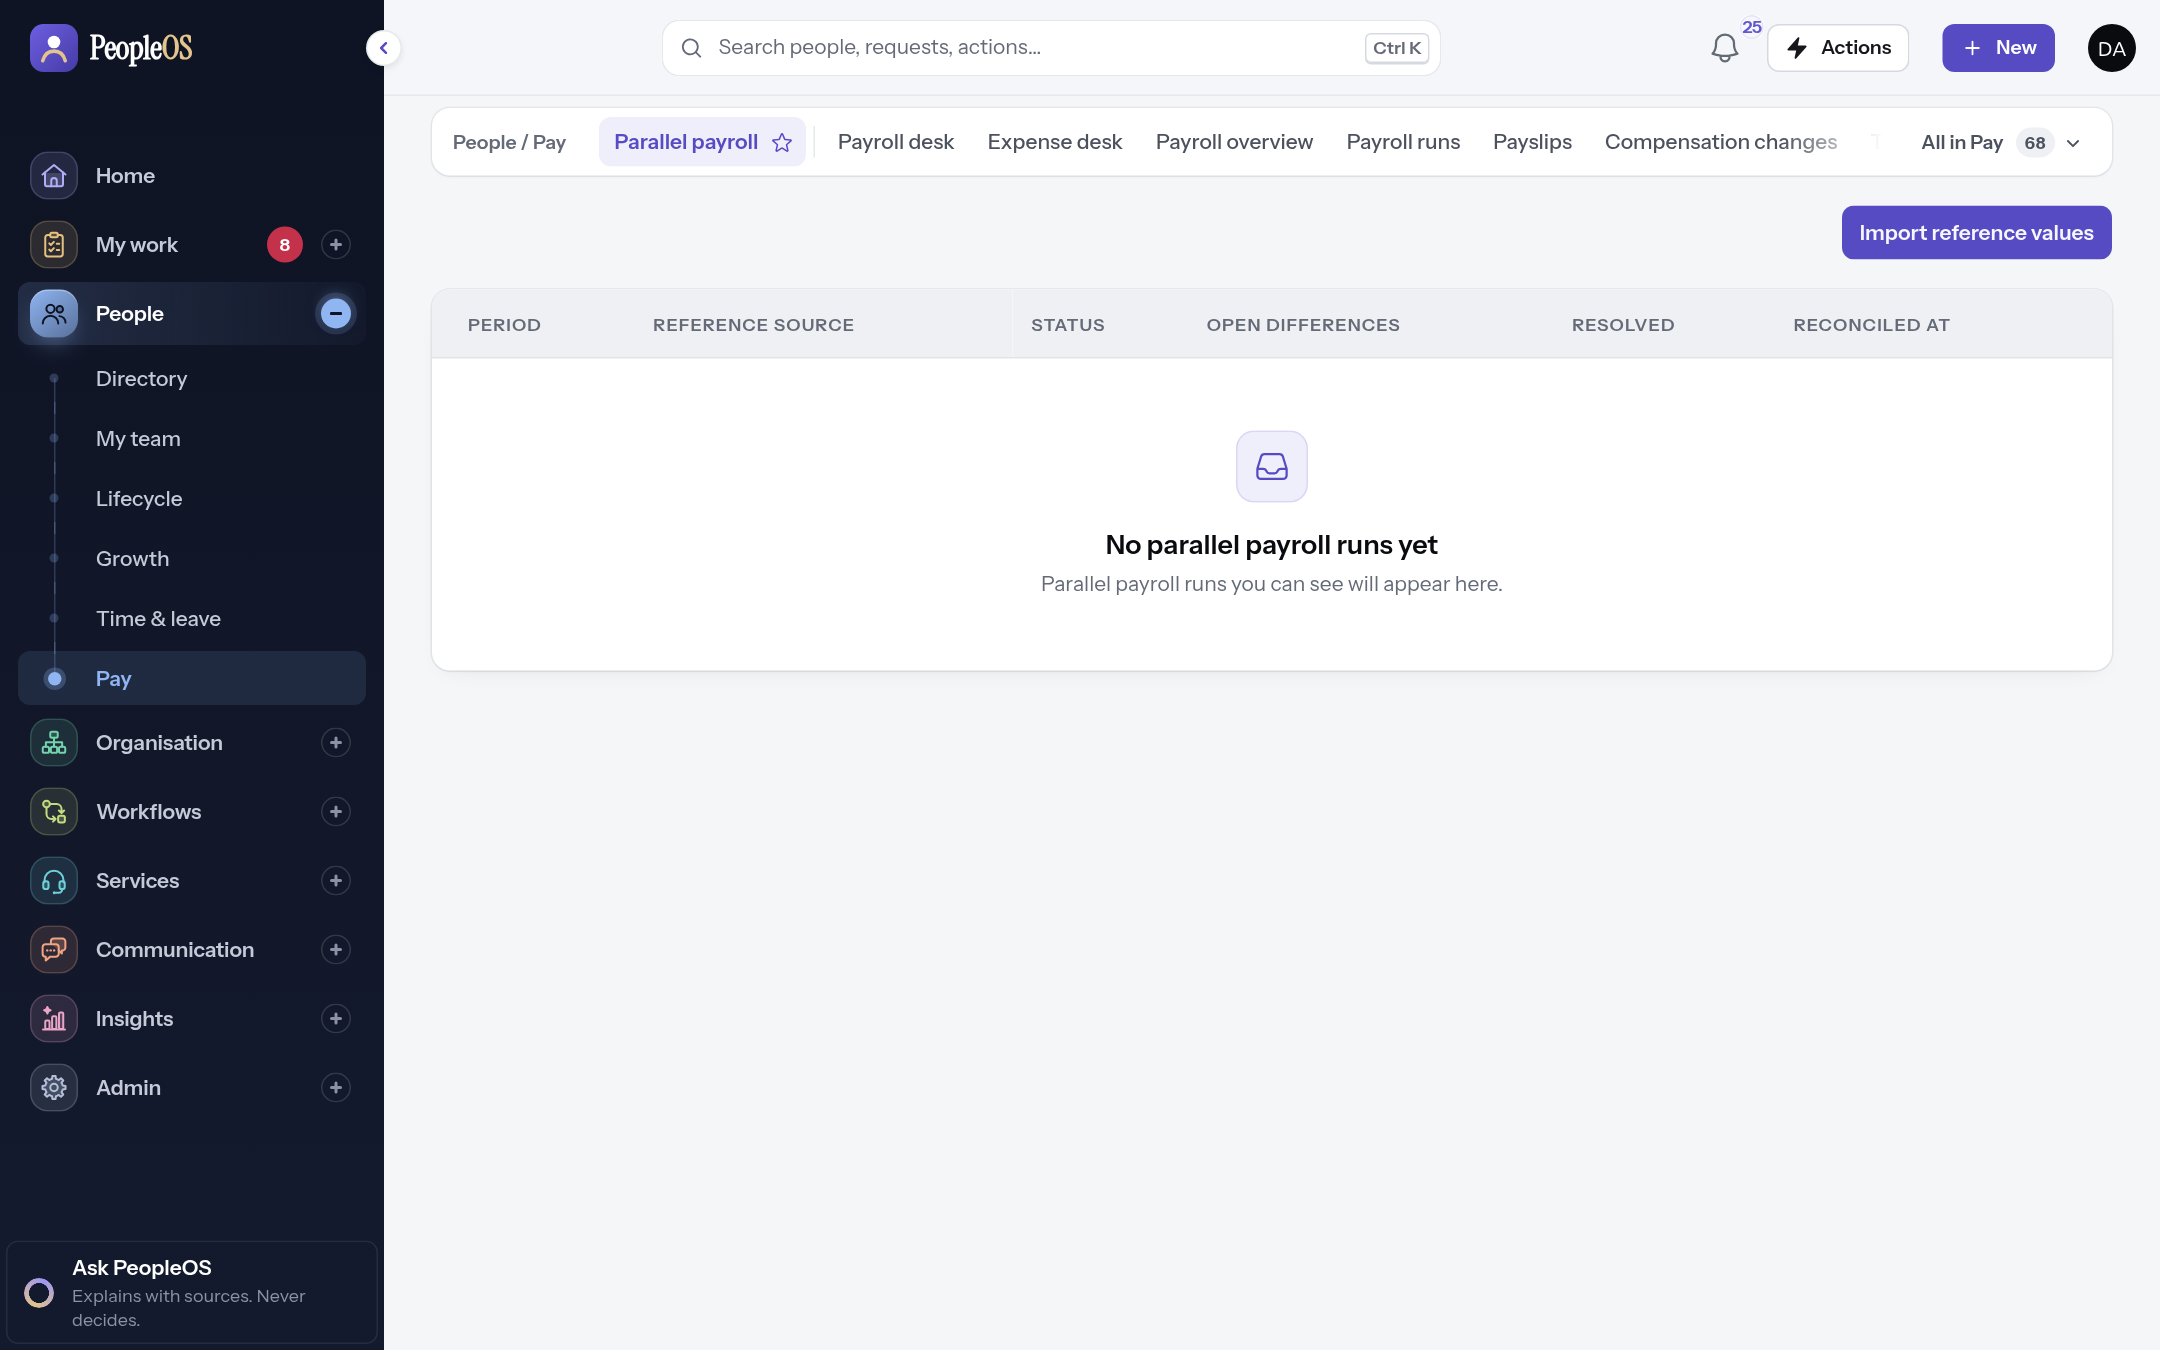 PeopleOS
Search people, requests, actions...
Ctrl K
25
Actions
New
DA
Home
My work
8
People
Directory
My team
Lifecycle
Growth
Time & leave
Pay
Organisation
Workflows
Services
Communication
Insights
Admin
Ask PeopleOS
Explains with sources. Never
decides.
People / Pay
Parallel payroll
Payroll desk
Expense desk
Payroll overview
Payroll runs
Payslips
Compensation changes
All in Pay
68
Import reference values
PERIOD
REFERENCE SOURCE
STATUS
OPEN DIFFERENCES
RESOLVED
RECONCILED AT
No parallel payroll runs yet
Parallel payroll runs you can see will appear here.